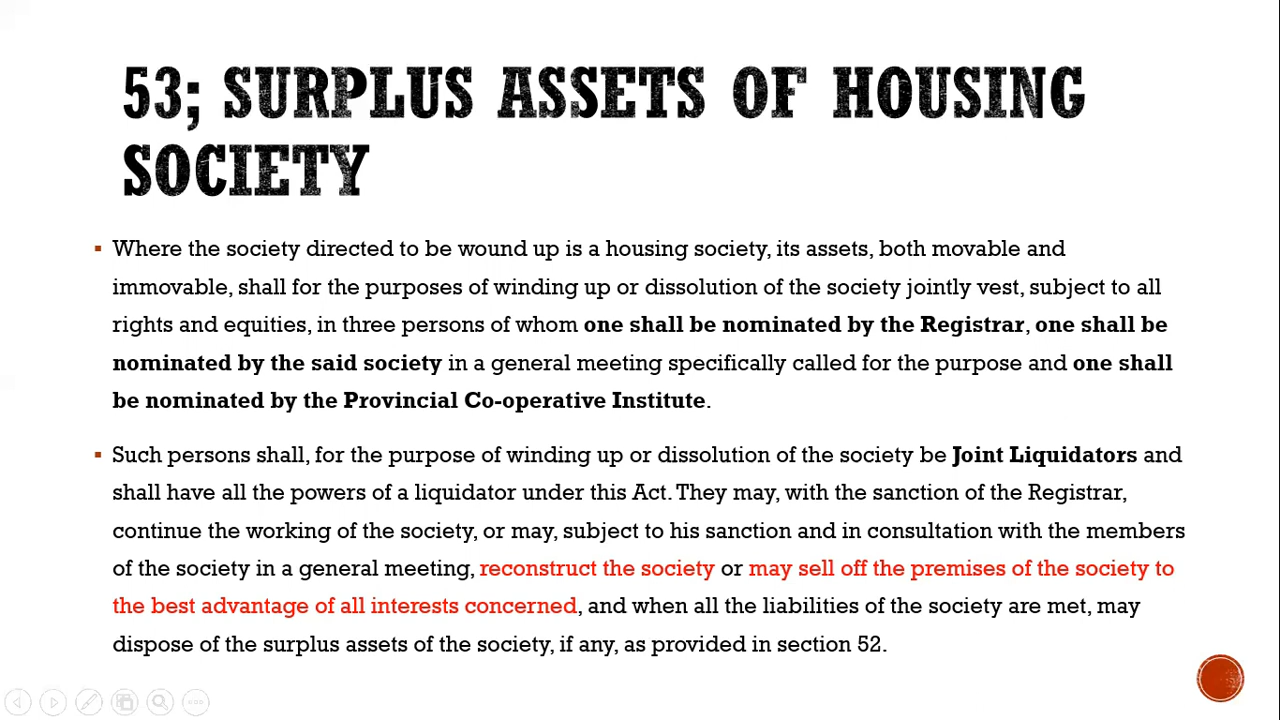 53; SURPLUS ASSETS OF HOUSING
SOCIETY
Where the society directed to be wound up is a housing society, its assets, both movable and
immovable, shall for the purposes of winding up or dissolution of the society jointly vest, subject to all
rights and equities, in three persons of whom one shall be nominated by the Registrar, one shall be
nominated by the said society in a general meeting specifically called for the purpose and one shall
be nominated by the Provincial Co-operative Institute.
Such persons shall, for the purpose of winding up or dissolution of the society be Joint Liquidators and
shall have all the powers of a liquidator under this Act. They may, with the sanction of the Registrar,
continue the working of the society, or may, subject to his sanction and in consultation with the members
of the society in a general meeting, reconstruct the society or may sell off the premises of the society to
the best advantage of all interests concerned, and when all the liabilities of the society are met, may
dispose of the surplus assets of the society, if any, as provided in section 52.